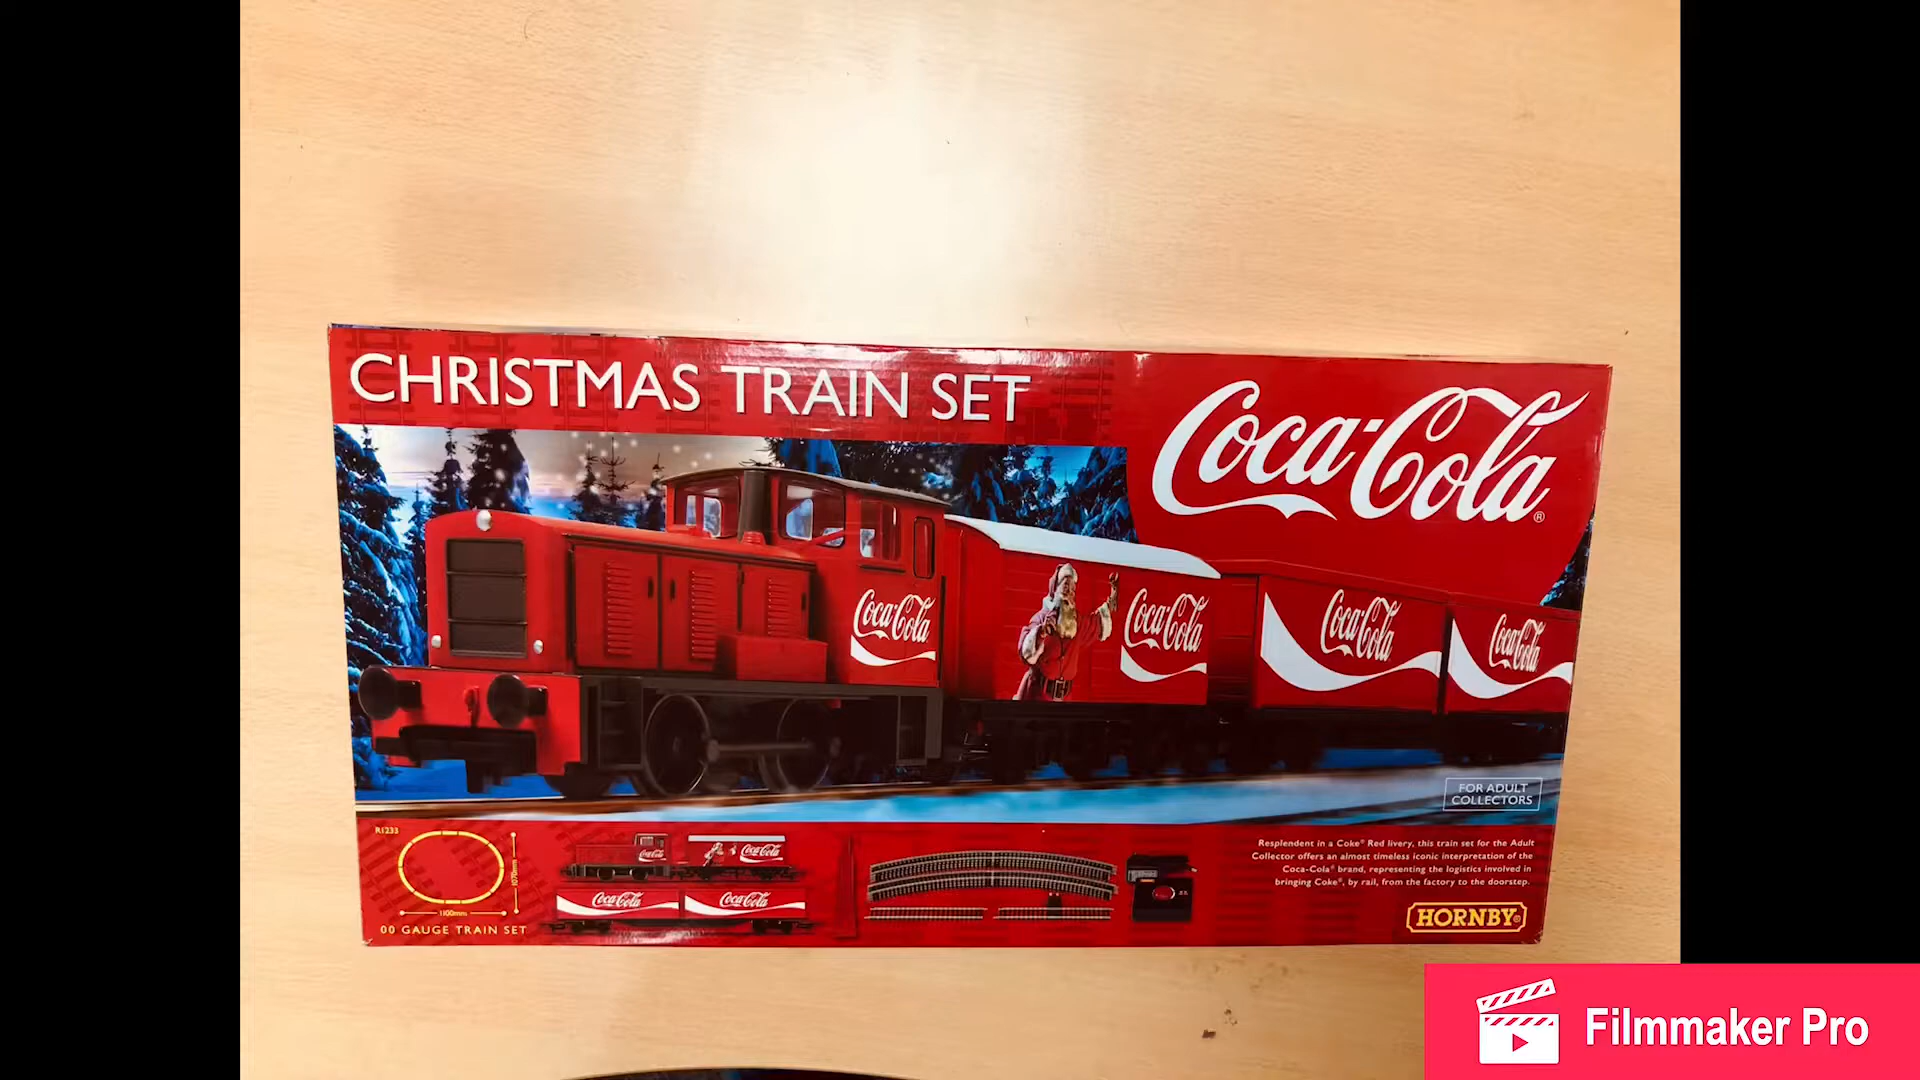 CHRISTMAS TRAIN SET
Coca-Cola®
Coca-Cola
Coca-Cola
Coca-Cola
Coca-Cola
FOR ADULT
COLLECTORS
R1233
1070mm
1100mm
00 GAUGE TRAIN SET
Coca-Cola
Coca-Cola
Coca-Cola
Coca-Cola
Resplendent in a Coke® Red livery, this train set for the Adult
Collector offers an almost timeless iconic interpretation of the
Coca-Cola® brand, representing the logistics involved in
bringing Coke®, by rail, from the factory to the doorstep.
HORNBY®
Filmmaker Pro